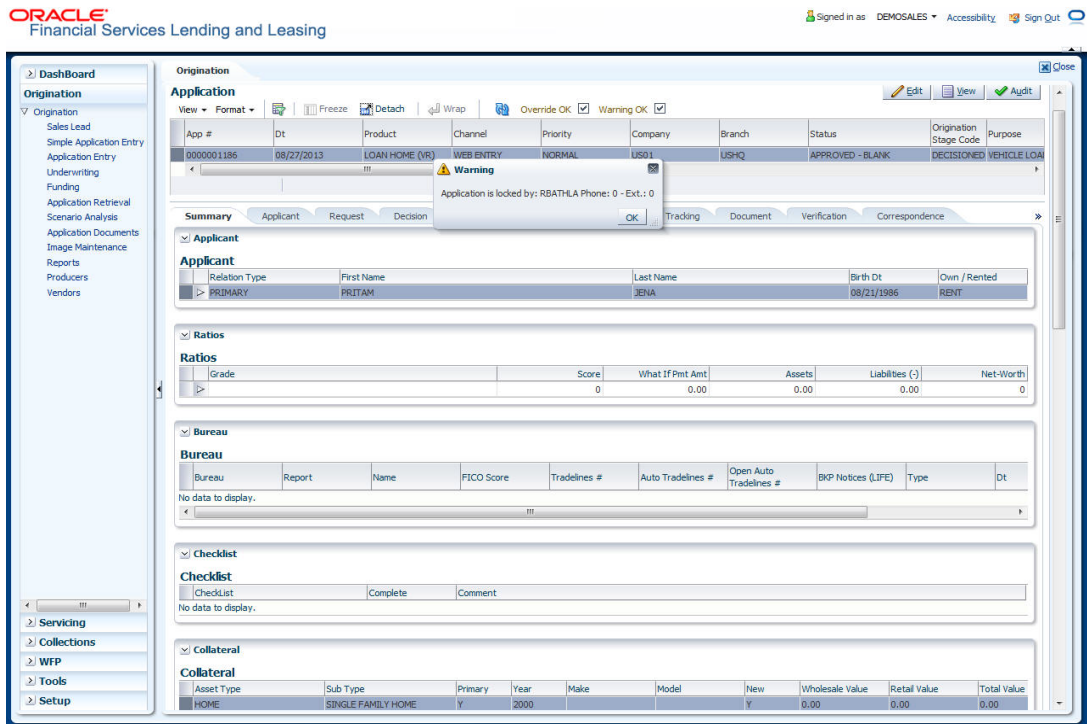 ORACLE®
Financial Services Lending and Leasing
Signed in as DEMOSALES Accessibility Sign Out
Close
DashBoard
Origination
Origination
Sales Lead
Simple Application Entry
Application Entry
Underwriting
Funding
Application Retrieval
Scenario Analysis
Application Documents
Image Maintenance
Reports
Producers
Vendors
Servicing
Collections
WFP
Tools
Setup
Origination
Application
Edit View Audit
View Format Freeze Detach Wrap Override OK Warning OK
App # Dt Product Channel Priority Company Branch Status Origination Stage Code Purpose
0000001186 08/27/2013 LOAN HOME (VR) WEB ENTRY NORMAL US01 USHQ APPROVED - BLANK DECISIONED VEHICLE LOA
Warning
Application is locked by: RBATHLA Phone: 0 - Ext.: 0
OK
Summary Applicant Request Decision Tracking Document Verification Correspondence »
Applicant
Applicant
Relation Type First Name Last Name Birth Dt Own / Rented
PRIMARY PRITAM JENA 08/21/1986 RENT
Ratios
Ratios
Grade Score What If Pmt Amt Assets Liabilities (-) Net-Worth
0 0.00 0.00 0.00 0
Bureau
Bureau
Bureau Report Name FICO Score Tradelines # Auto Tradelines # Open Auto Tradelines # BKP Notices (LIFE) Type Dt
No data to display.
Checklist
Checklist
CheckList Complete Comment
No data to display.
Collateral
Collateral
Asset Type Sub Type Primary Year Make Model New Wholesale Value Retail Value Total Value
HOME SINGLE FAMILY HOME Y 2000 Y 0.00 0.00 0.00